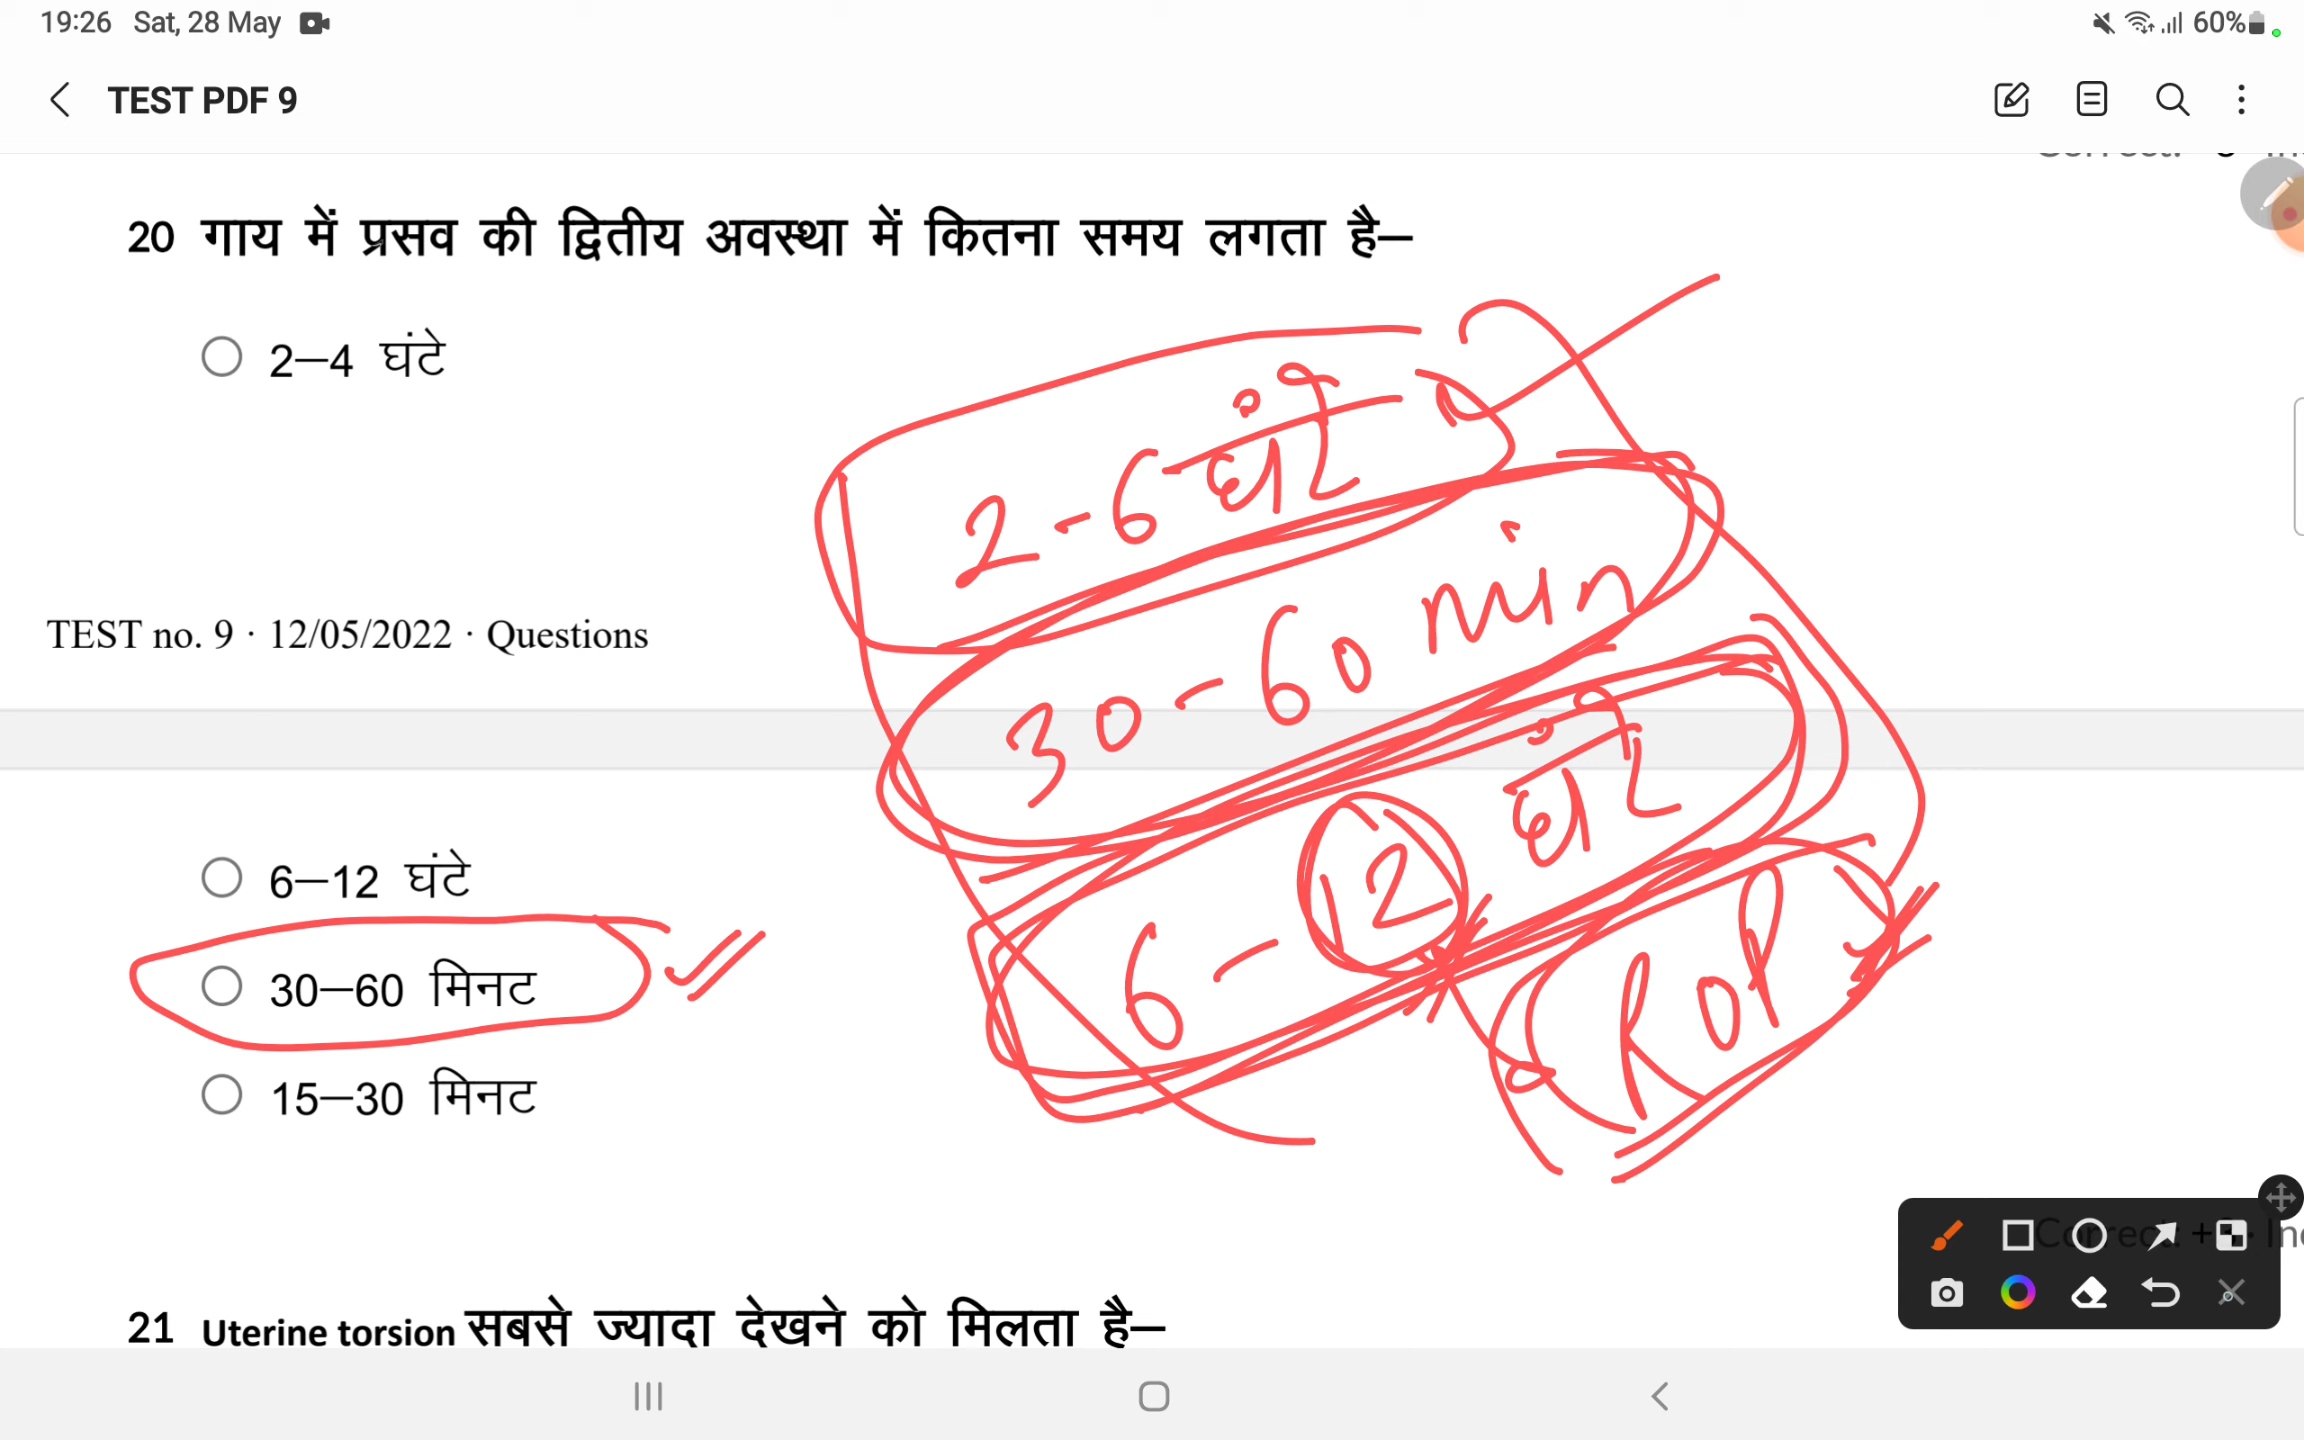 19:26 Sat, 28 May 60%
TEST PDF 9
20 गाय में प्रसव की द्वितीय अवस्था में कितना समय लगता है–
2–4 घंटे
2-6 घंटे
30-60 min
TEST no. 9 · 12/05/2022 · Questions
6-12 घंटे
(ROP)
6–12 घंटे
30–60 मिनट
15–30 मिनट
21 Uterine torsion सबसे ज्यादा देखने को मिलता है–